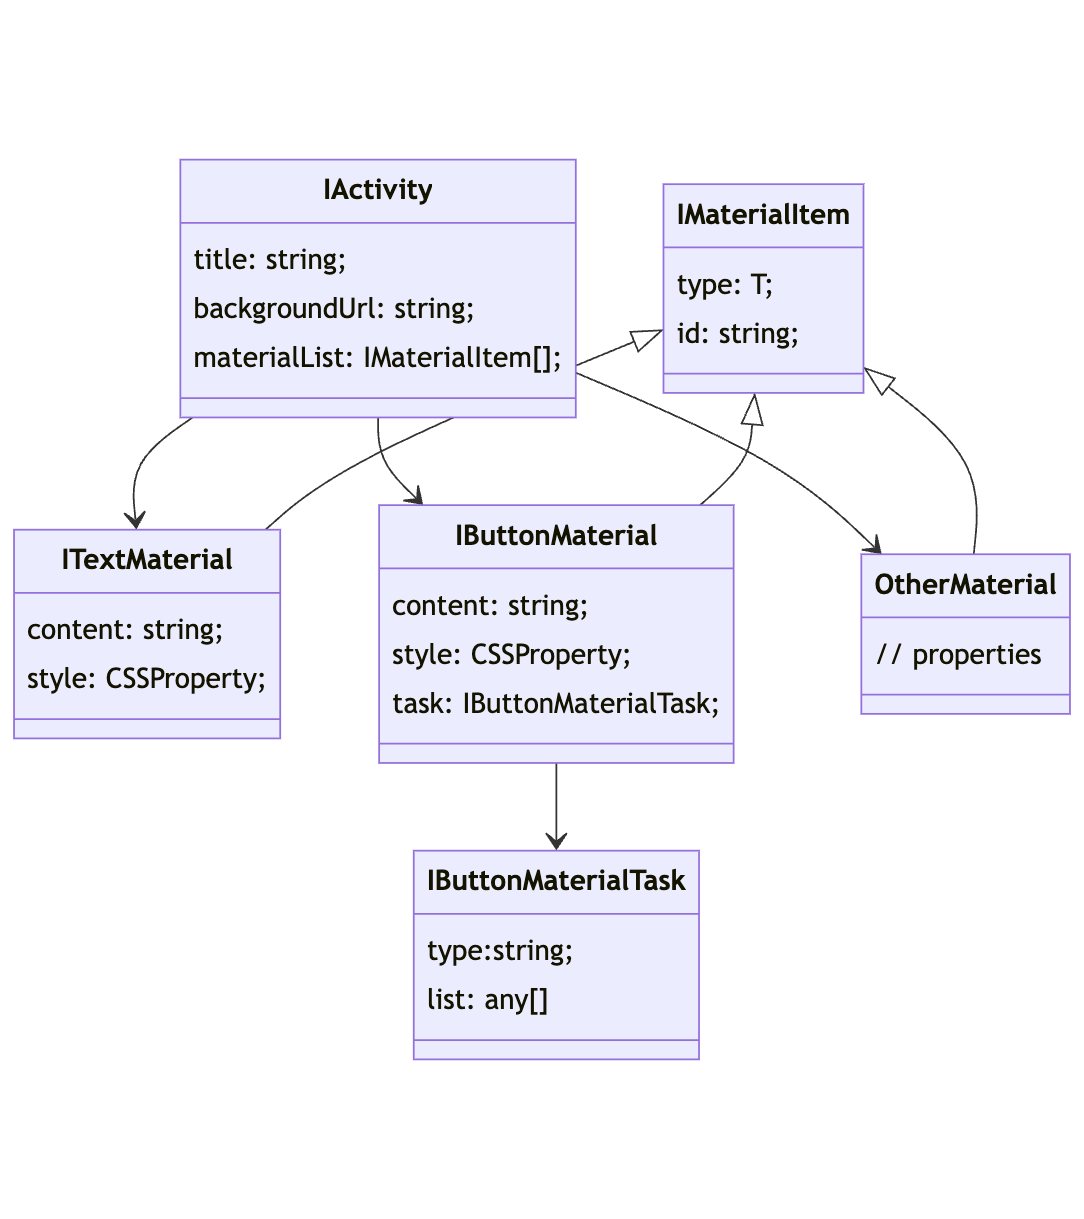 IActivity
title: string;
backgroundUrl: string;
materialList: IMaterialItem[];
IMaterialItem
type: T;
id: string;
ITextMaterial
content: string;
style: CSSProperty;
IButtonMaterial
content: string;
style: CSSProperty;
task: IButtonMaterialTask;
OtherMaterial
// properties
IButtonMaterialTask
type:string;
list: any[]